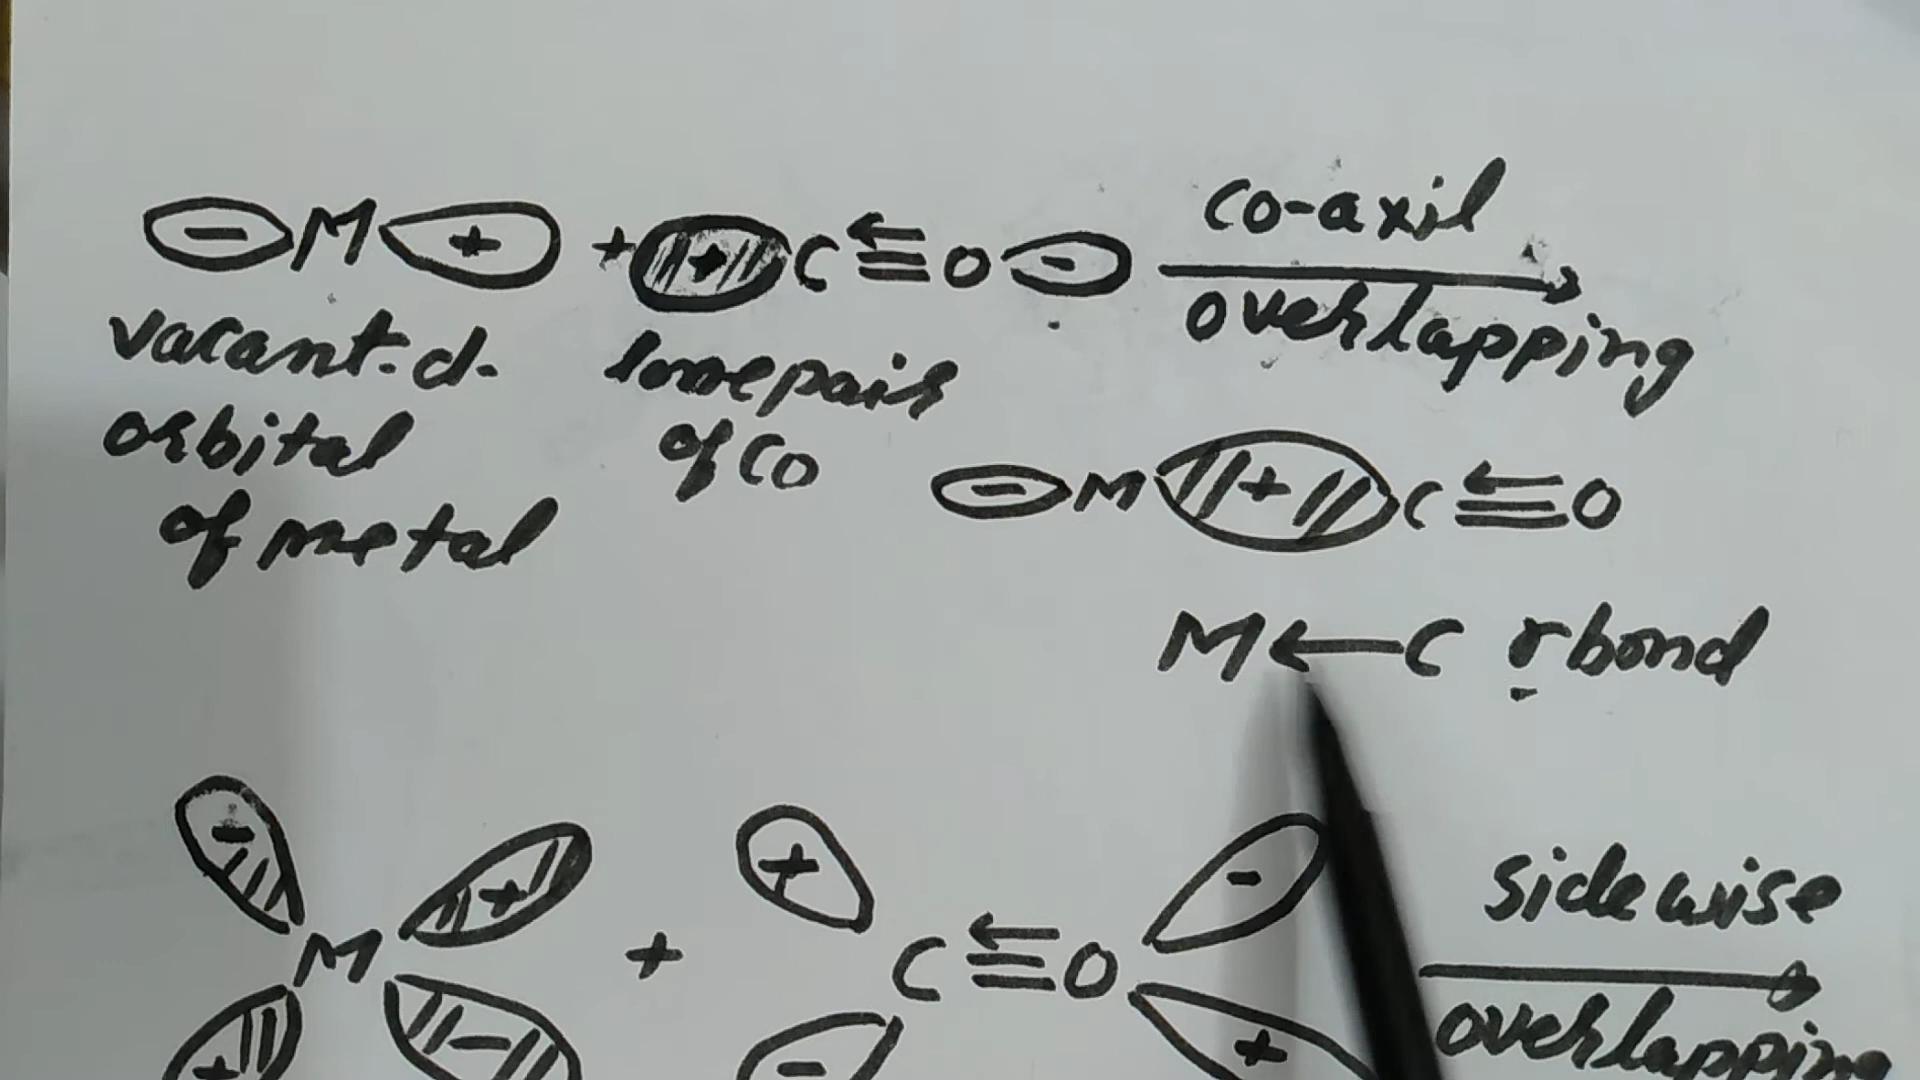 - M + + + C ≡ O - co-axil
overlapping
vacant-d-
orbital
of metal
lonepair
of CO
- M + C ≡ O
M ← C σ bond
- M + + + C ≡ O - sidewise
+ - - + overlapping